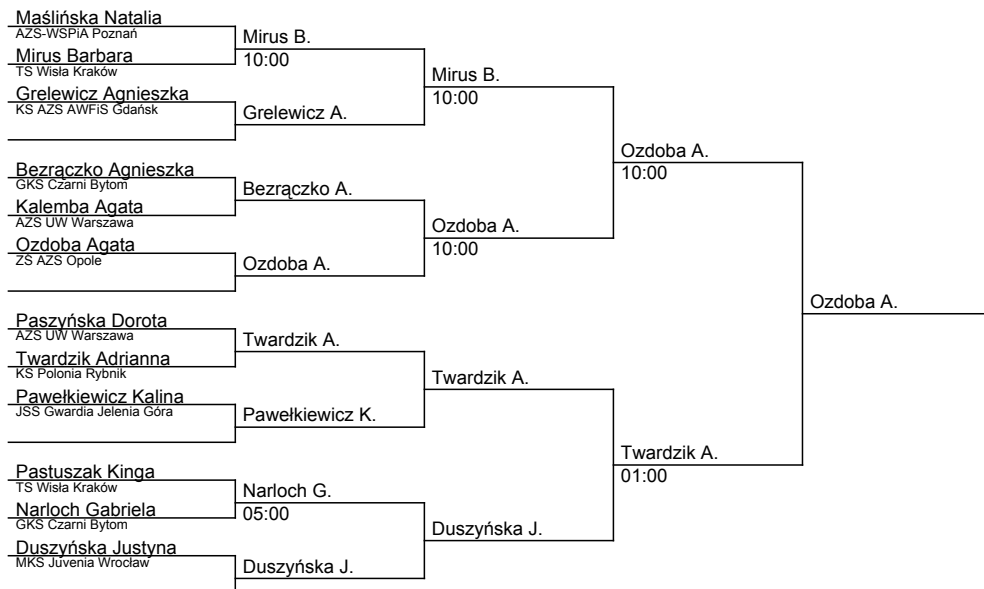 Maślińska Natalia
AZS-WSPiA Poznań
Mirus Barbara
TS Wisła Kraków
Grelewicz Agnieszka
KS AZS AWFiS Gdańsk
Bezrączko Agnieszka
GKS Czarni Bytom
Kalemba Agata
AZS UW Warszawa
Ozdoba Agata
ZS AZS Opole
Paszyńska Dorota
AZS UW Warszawa
Twardzik Adrianna
KS Polonia Rybnik
Pawełkiewicz Kalina
JSS Gwardia Jelenia Góra
Pastuszak Kinga
TS Wisła Kraków
Narloch Gabriela
GKS Czarni Bytom
Duszyńska Justyna
MKS Juvenia Wrocław
Mirus B.
10:00
Grelewicz A.
Bezrączko A.
Ozdoba A.
Twardzik A.
Pawełkiewicz K.
Narloch G.
05:00
Duszyńska J.
Mirus B.
10:00
Ozdoba A.
10:00
Twardzik A.
Duszyńska J.
Ozdoba A.
10:00
Twardzik A.
01:00
Ozdoba A.